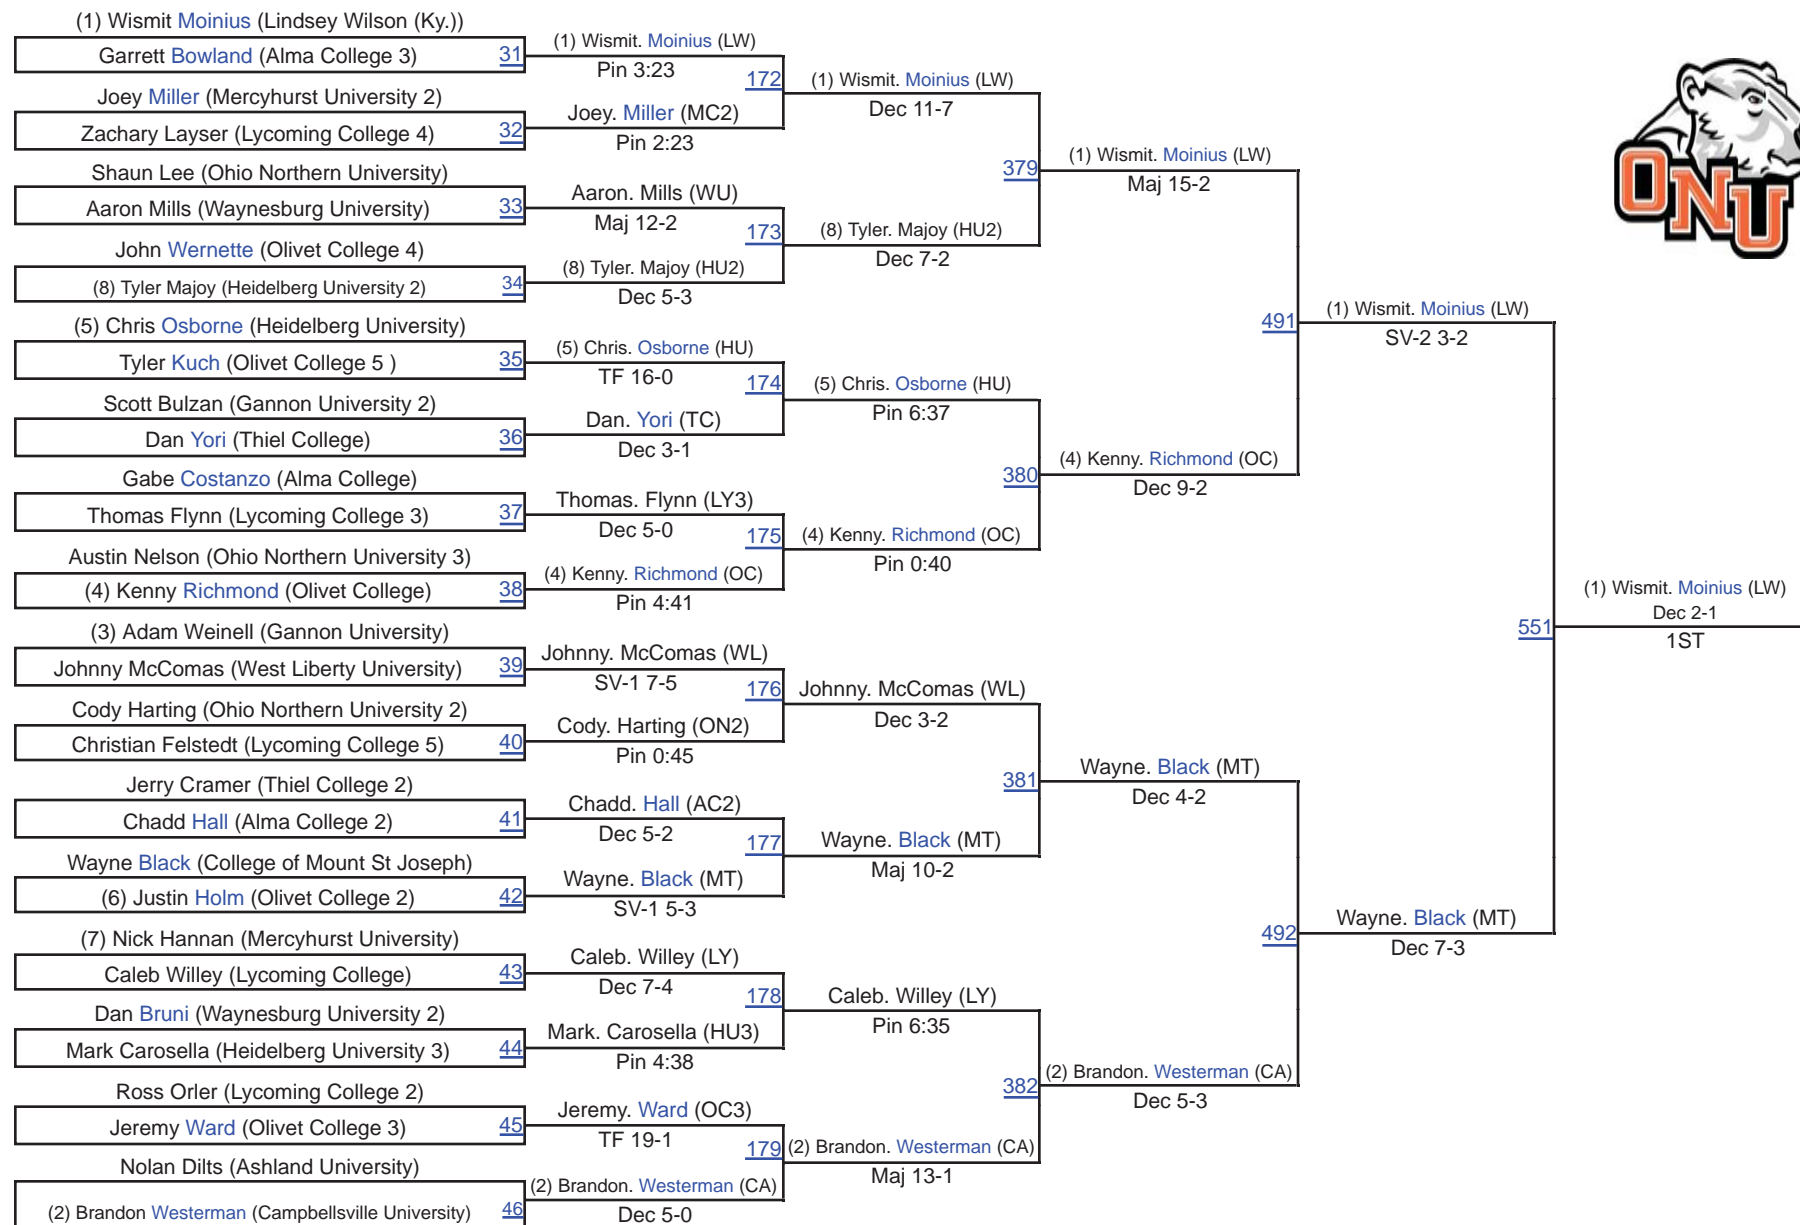 (1) Wismit Moinius (Lindsey Wilson (Ky.))
Garrett Bowland (Alma College 3) 31
Joey Miller (Mercyhurst University 2)
Zachary Layser (Lycoming College 4) 32
Shaun Lee (Ohio Northern University)
Aaron Mills (Waynesburg University) 33
John Wernette (Olivet College 4)
(8) Tyler Majoy (Heidelberg University 2) 34
(5) Chris Osborne (Heidelberg University)
Tyler Kuch (Olivet College 5 ) 35
Scott Bulzan (Gannon University 2)
Dan Yori (Thiel College) 36
Gabe Costanzo (Alma College)
Thomas Flynn (Lycoming College 3) 37
Austin Nelson (Ohio Northern University 3)
(4) Kenny Richmond (Olivet College) 38
(3) Adam Weinell (Gannon University)
Johnny McComas (West Liberty University) 39
Cody Harting (Ohio Northern University 2)
Christian Felstedt (Lycoming College 5) 40
Jerry Cramer (Thiel College 2)
Chadd Hall (Alma College 2) 41
Wayne Black (College of Mount St Joseph)
(6) Justin Holm (Olivet College 2) 42
(7) Nick Hannan (Mercyhurst University)
Caleb Willey (Lycoming College) 43
Dan Bruni (Waynesburg University 2)
Mark Carosella (Heidelberg University 3) 44
Ross Orler (Lycoming College 2)
Jeremy Ward (Olivet College 3) 45
Nolan Dilts (Ashland University)
(2) Brandon Westerman (Campbellsville University) 46
(1) Wismit. Moinius (LW)
Pin 3:23
172
Joey. Miller (MC2)
Pin 2:23
Aaron. Mills (WU)
Maj 12-2
173
(8) Tyler. Majoy (HU2)
Dec 5-3
(5) Chris. Osborne (HU)
TF 16-0
174
Dan. Yori (TC)
Dec 3-1
Thomas. Flynn (LY3)
Dec 5-0
175
(4) Kenny. Richmond (OC)
Pin 4:41
Johnny. McComas (WL)
SV-1 7-5
176
Cody. Harting (ON2)
Pin 0:45
Chadd. Hall (AC2)
Dec 5-2
177
Wayne. Black (MT)
SV-1 5-3
Caleb. Willey (LY)
Dec 7-4
178
Mark. Carosella (HU3)
Pin 4:38
Jeremy. Ward (OC3)
TF 19-1
179
(2) Brandon. Westerman (CA)
Dec 5-0
(1) Wismit. Moinius (LW)
Dec 11-7
379
(8) Tyler. Majoy (HU2)
Dec 7-2
(5) Chris. Osborne (HU)
Pin 6:37
380
(4) Kenny. Richmond (OC)
Pin 0:40
Johnny. McComas (WL)
Dec 3-2
381
Wayne. Black (MT)
Maj 10-2
Caleb. Willey (LY)
Pin 6:35
382
(2) Brandon. Westerman (CA)
Maj 13-1
(1) Wismit. Moinius (LW)
Maj 15-2
491
(4) Kenny. Richmond (OC)
Dec 9-2
Wayne. Black (MT)
Dec 4-2
492
(2) Brandon. Westerman (CA)
Dec 5-3
(1) Wismit. Moinius (LW)
SV-2 3-2
551
Wayne. Black (MT)
Dec 7-3
(1) Wismit. Moinius (LW)
Dec 2-1
1ST
ONU